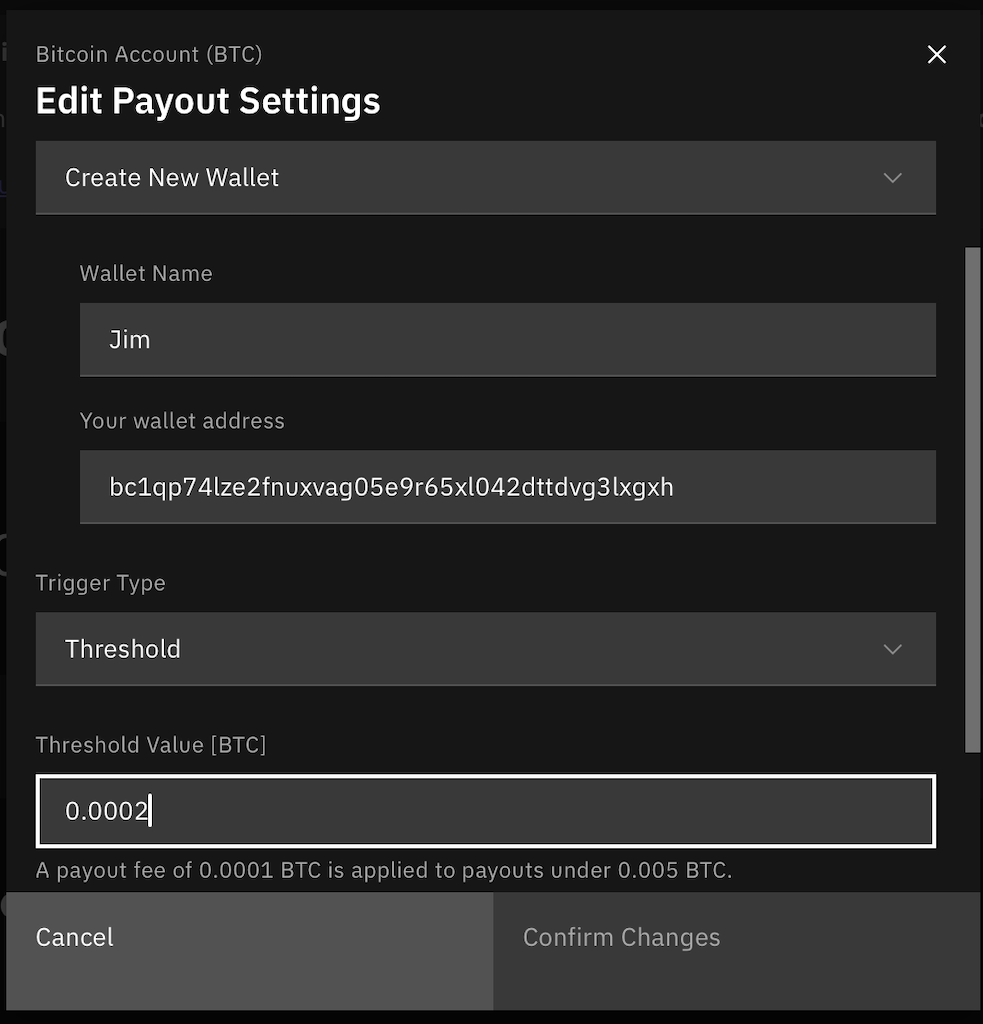 Bitcoin Account (BTC)
Edit Payout Settings
Create New Wallet
Wallet Name
Jim
Your wallet address
bc1qp74lze2fnuxvag05e9r65xl042dttdvg3lxgxh
Trigger Type
Threshold
Threshold Value [BTC]
0.0002
A payout fee of 0.0001 BTC is applied to payouts under 0.005 BTC.
Cancel
Confirm Changes